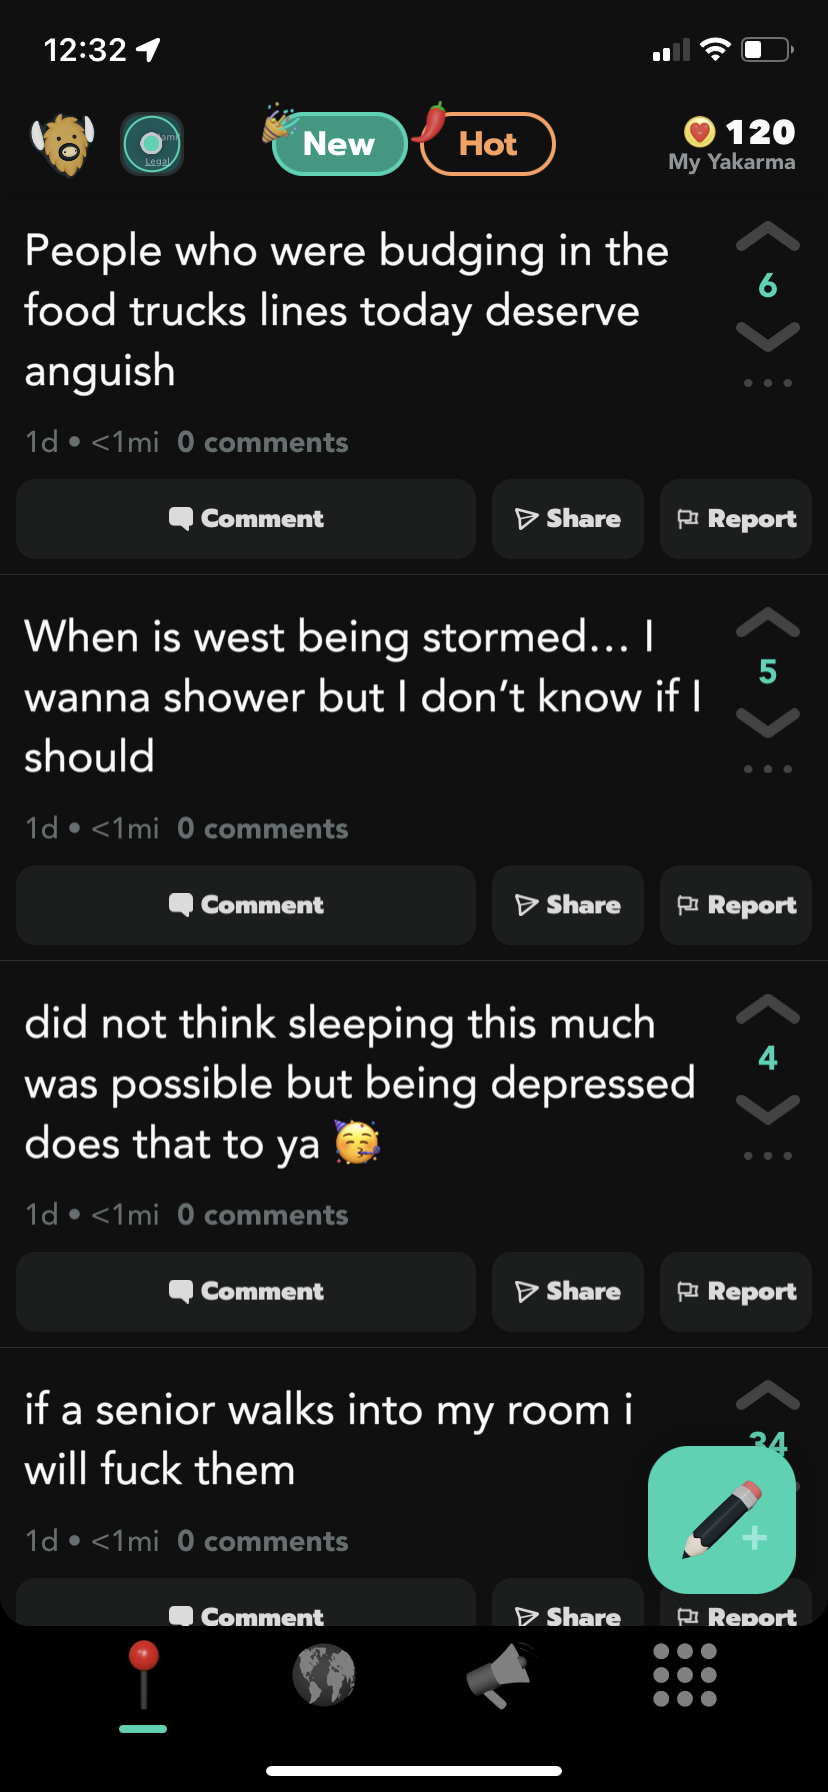 12:32
Legal
New
Hot
120
My Yakarma
People who were budging in the
food trucks lines today deserve
anguish
6
1d • <1mi 0 comments
Comment
Share
Report
When is west being stormed... I
wanna shower but I don’t know if I
should
5
1d • <1mi 0 comments
Comment
Share
Report
did not think sleeping this much
was possible but being depressed
does that to ya 🥳
4
1d • <1mi 0 comments
Comment
Share
Report
if a senior walks into my room i
will fuck them
34
1d • <1mi 0 comments
Comment
Share
Report